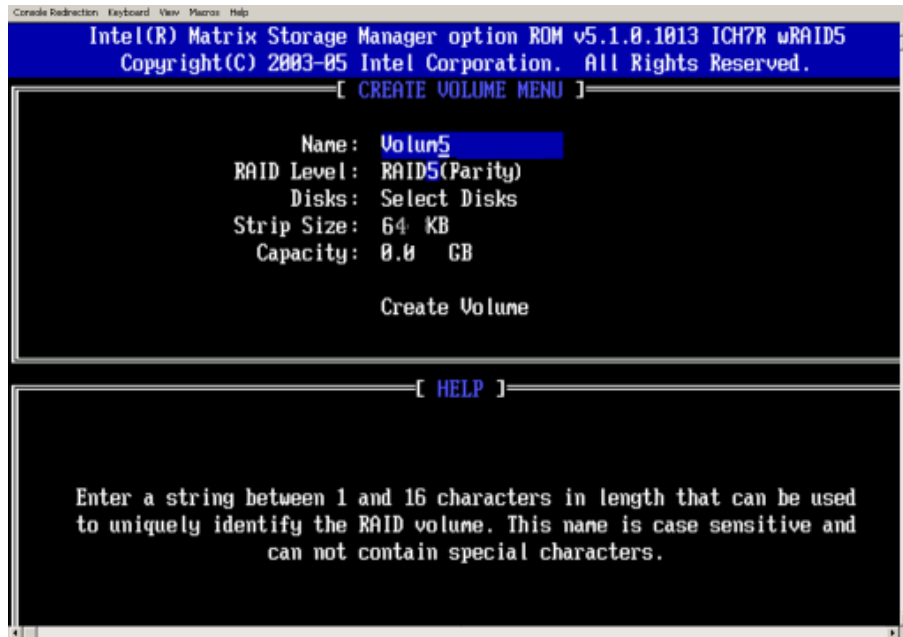 Console Redirection Keyboard View Macros Help
Intel(R) Matrix Storage Manager option ROM v5.1.0.1013 ICH7R wRAID5
Copyright(C) 2003-05 Intel Corporation. All Rights Reserved.
[ CREATE VOLUME MENU ]
Name: Volum5
RAID Level: RAID5(Parity)
Disks: Select Disks
Strip Size: 64 KB
Capacity: 0.0 GB
Create Volume
[ HELP ]
Enter a string between 1 and 16 characters in length that can be used
to uniquely identify the RAID volume. This name is case sensitive and
can not contain special characters.